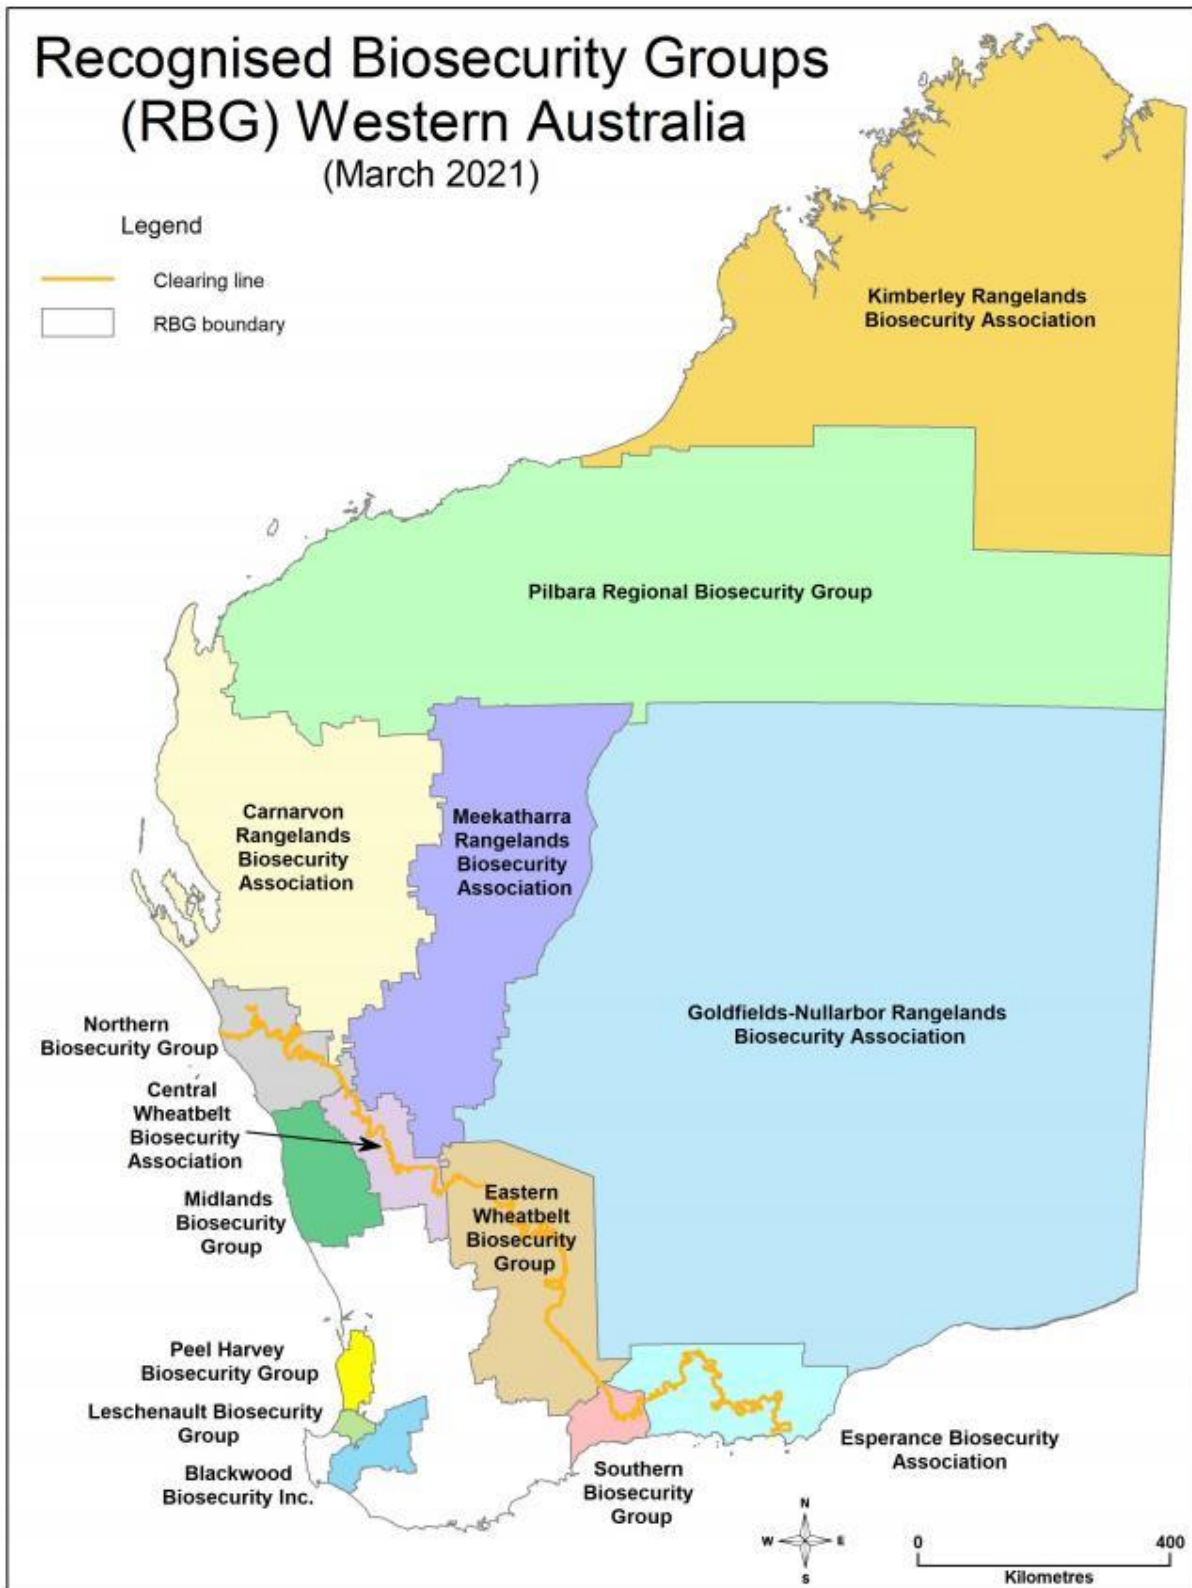 Recognised Biosecurity Groups
(RBG) Western Australia
(March 2021)
Legend
Clearing line
RBG boundary
Kimberley Rangelands
Biosecurity Association
Pilbara Regional Biosecurity Group
Carnarvon
Rangelands
Biosecurity
Association
Meekatharra
Rangelands
Biosecurity
Association
Goldfields-Nullarbor Rangelands
Biosecurity Association
Northern
Biosecurity Group
Central
Wheatbelt
Biosecurity
Association
Midlands
Biosecurity
Group
Eastern
Wheatbelt
Biosecurity
Group
Peel Harvey
Biosecurity Group
Leschenault Biosecurity
Group
Blackwood
Biosecurity Inc.
Southern
Biosecurity
Group
Esperance Biosecurity
Association
N
W
E
S
0
400
Kilometres